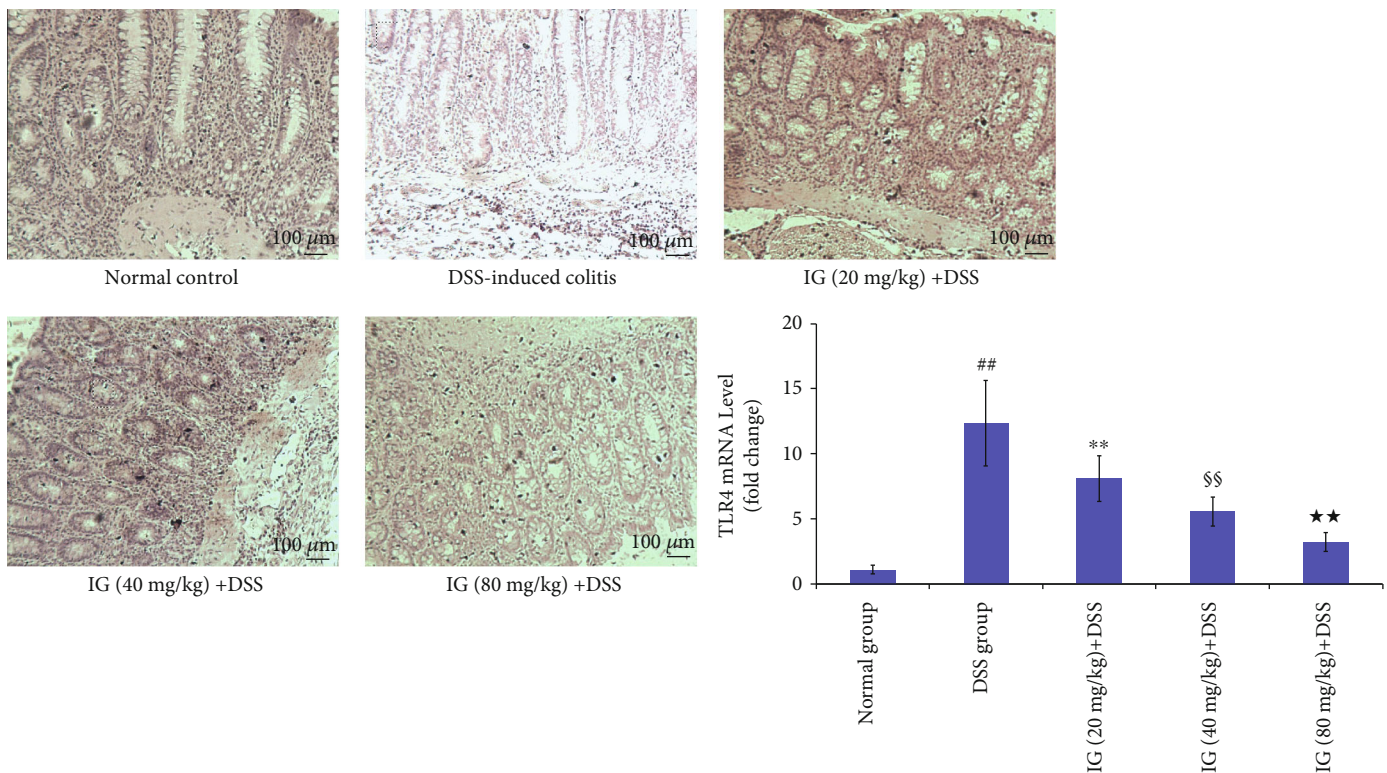 100 μm
100 μm
100 μm
Normal control
DSS-induced colitis
IG (20 mg/kg) +DSS
100 μm
100 μm
IG (40 mg/kg) +DSS
IG (80 mg/kg) +DSS
TLR4 mRNA Level
(fold change)
20
15
10
5
0
##
**
§§
★★
Normal group
DSS group
IG (20 mg/kg)+DSS
IG (40 mg/kg)+DSS
IG (80 mg/kg)+DSS